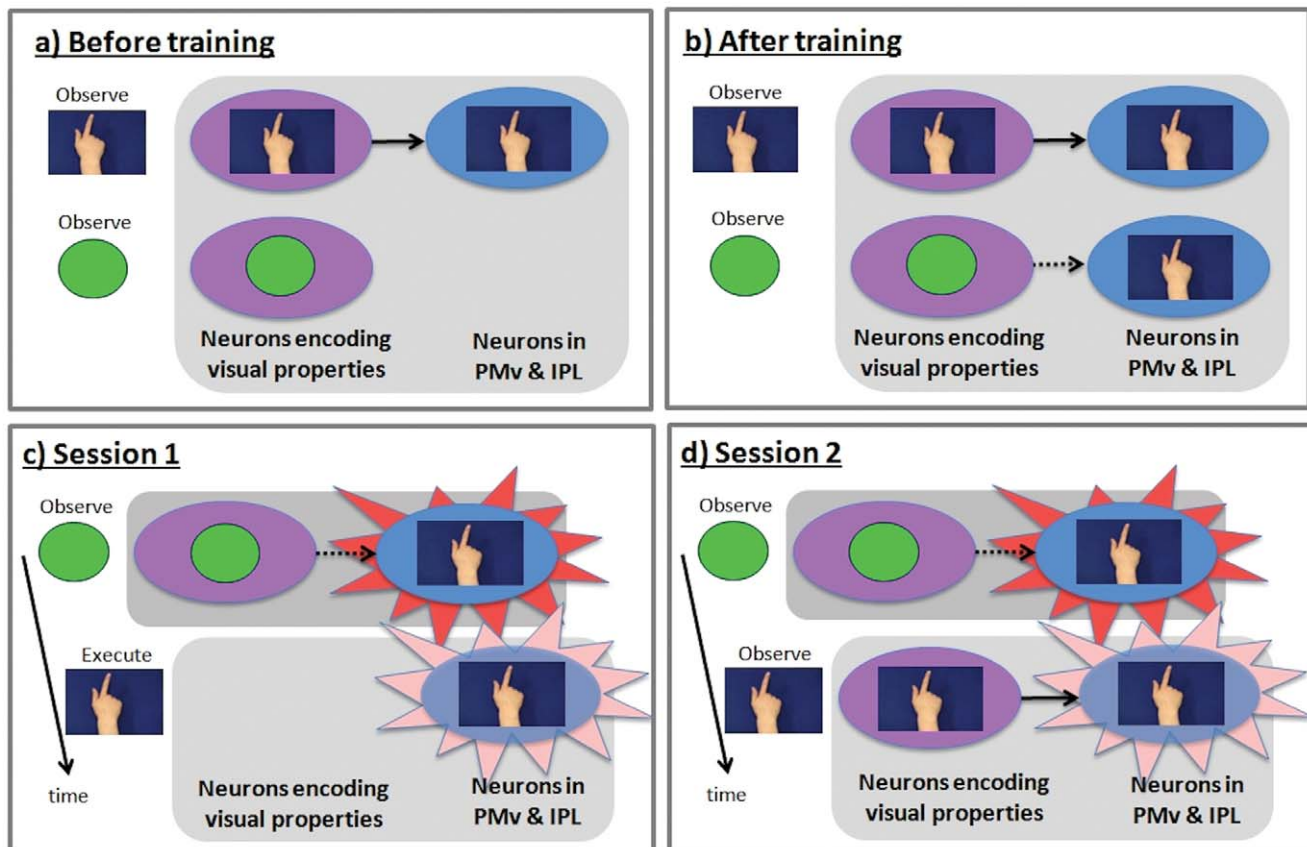 a) Before training
Observe
Observe
Neurons encoding
visual properties
Neurons in
PMv & IPL
b) After training
Observe
Observe
Neurons encoding
visual properties
Neurons in
PMv & IPL
c) Session 1
Observe
Execute
time
Neurons encoding
visual properties
Neurons in
PMv & IPL
d) Session 2
Observe
Observe
time
Neurons encoding
visual properties
Neurons in
PMv & IPL